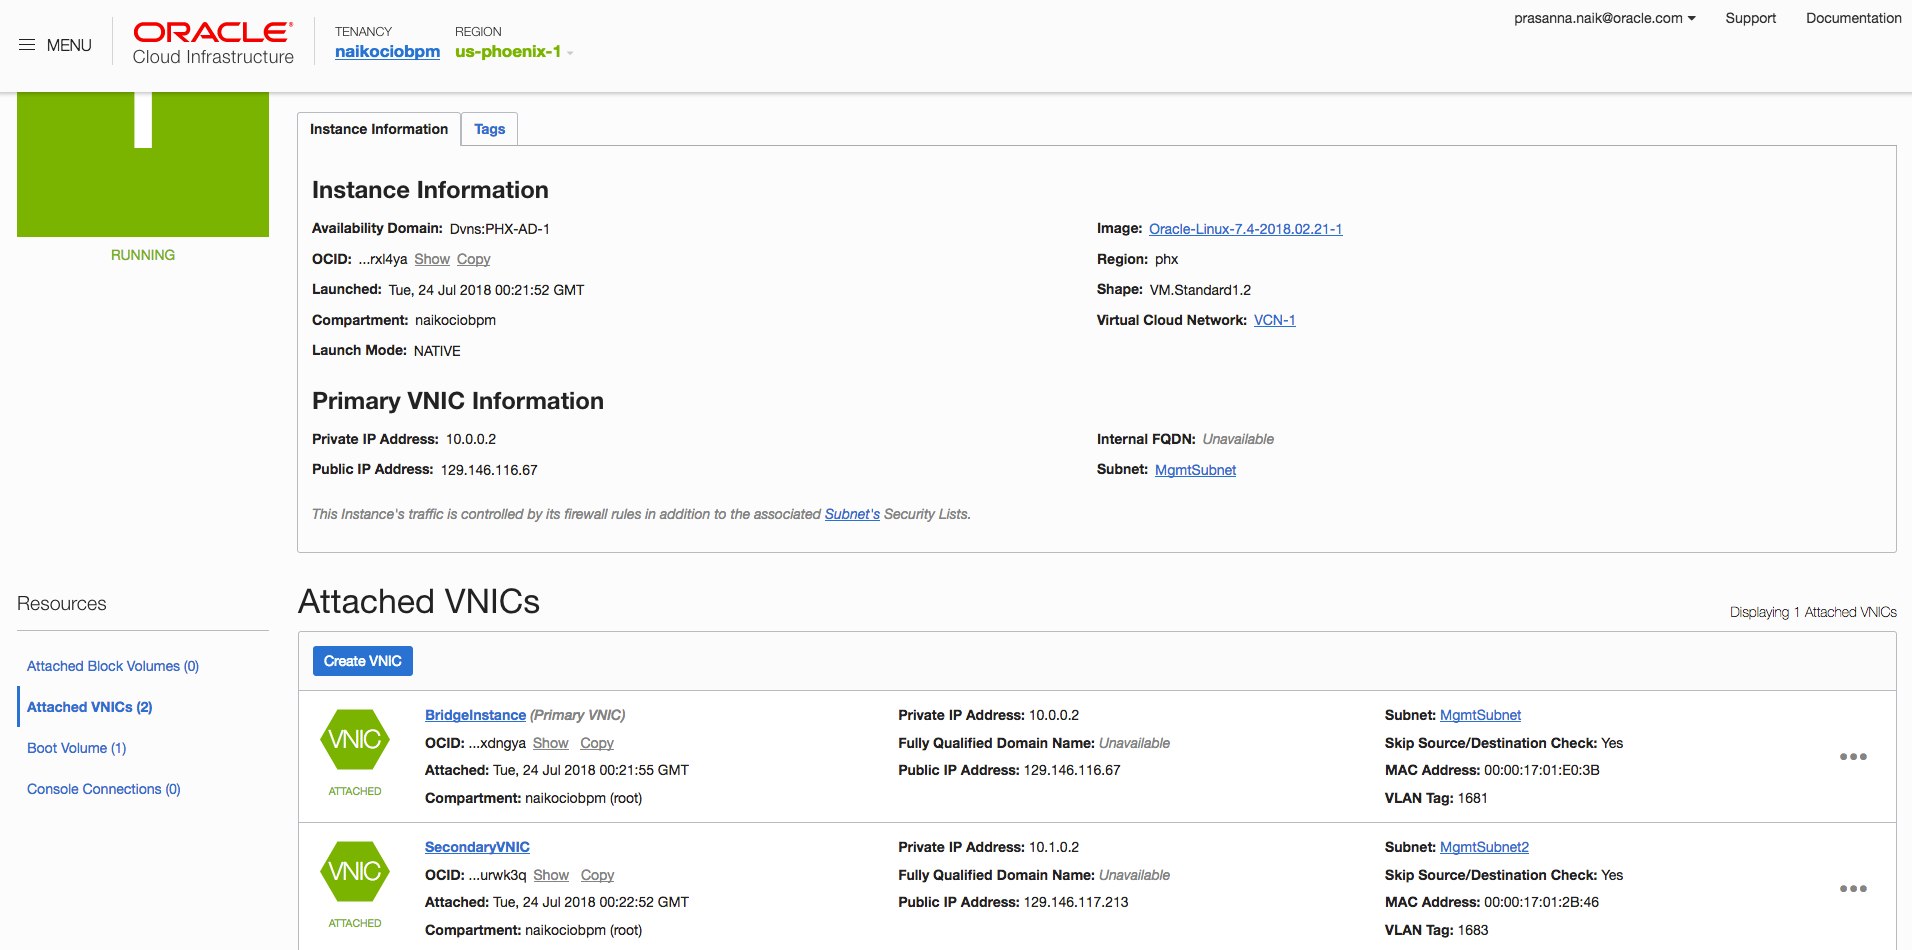 MENU
ORACLE
Cloud Infrastructure
TENANCY
naikociobpm
REGION
us-phoenix-1
prasanna.naik@oracle.com
Support
Documentation
RUNNING
Instance Information
Tags
Instance Information
Availability Domain: Dvns:PHX-AD-1
OCID: ...rxl4ya Show Copy
Launched: Tue, 24 Jul 2018 00:21:52 GMT
Compartment: naikociobpm
Launch Mode: NATIVE
Image: Oracle-Linux-7.4-2018.02.21-1
Region: phx
Shape: VM.Standard1.2
Virtual Cloud Network: VCN-1
Primary VNIC Information
Private IP Address: 10.0.0.2
Public IP Address: 129.146.116.67
Internal FQDN: Unavailable
Subnet: MgmtSubnet
This Instance's traffic is controlled by its firewall rules in addition to the associated Subnet's Security Lists.
Resources
Attached Block Volumes (0)
Attached VNICs (2)
Boot Volume (1)
Console Connections (0)
Attached VNICs
Displaying 1 Attached VNICs
Create VNIC
VNIC
ATTACHED
BridgeInstance (Primary VNIC)
OCID: ...xdngya Show Copy
Attached: Tue, 24 Jul 2018 00:21:55 GMT
Compartment: naikociobpm (root)
Private IP Address: 10.0.0.2
Fully Qualified Domain Name: Unavailable
Public IP Address: 129.146.116.67
Subnet: MgmtSubnet
Skip Source/Destination Check: Yes
MAC Address: 00:00:17:01:E0:3B
VLAN Tag: 1681
VNIC
ATTACHED
SecondaryVNIC
OCID: ...urwk3q Show Copy
Attached: Tue, 24 Jul 2018 00:22:52 GMT
Compartment: naikociobpm (root)
Private IP Address: 10.1.0.2
Fully Qualified Domain Name: Unavailable
Public IP Address: 129.146.117.213
Subnet: MgmtSubnet2
Skip Source/Destination Check: Yes
MAC Address: 00:00:17:01:2B:46
VLAN Tag: 1683